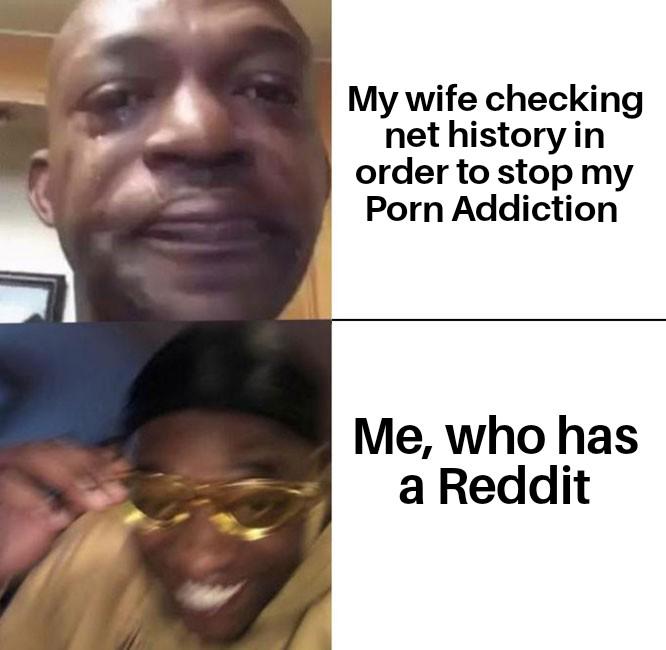 My wife checking
net history in
order to stop my
Porn Addiction
Me, who has
a Reddit